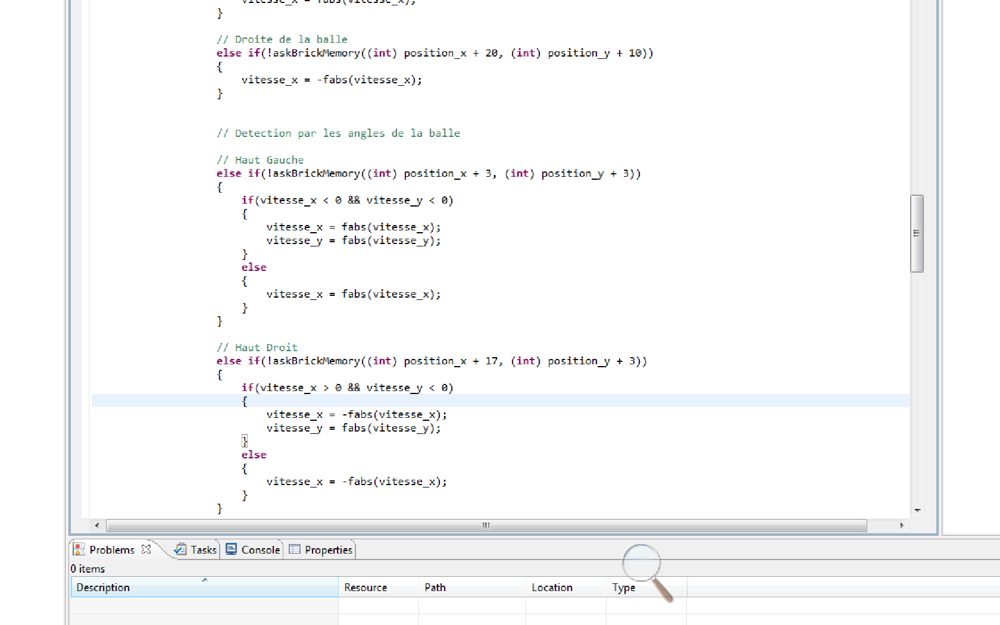 vitesse_x = fabs(vitesse_x);
}
// Droite de la balle
else if(!askBrickMemory((int) position_x + 20, (int) position_y + 10))
{
vitesse_x = -fabs(vitesse_x);
}
// Detection par les angles de la balle
// Haut Gauche
else if(!askBrickMemory((int) position_x + 3, (int) position_y + 3))
{
if(vitesse_x < 0 && vitesse_y < 0)
{
vitesse_x = fabs(vitesse_x);
vitesse_y = fabs(vitesse_y);
}
else
{
vitesse_x = fabs(vitesse_x);
}
}
// Haut Droit
else if(!askBrickMemory((int) position_x + 17, (int) position_y + 3))
{
if(vitesse_x > 0 && vitesse_y < 0)
{
vitesse_x = -fabs(vitesse_x);
vitesse_y = fabs(vitesse_y);
}
else
{
vitesse_x = -fabs(vitesse_x);
}
}
Problems Tasks Console Properties
0 items
Description Resource Path Location Type